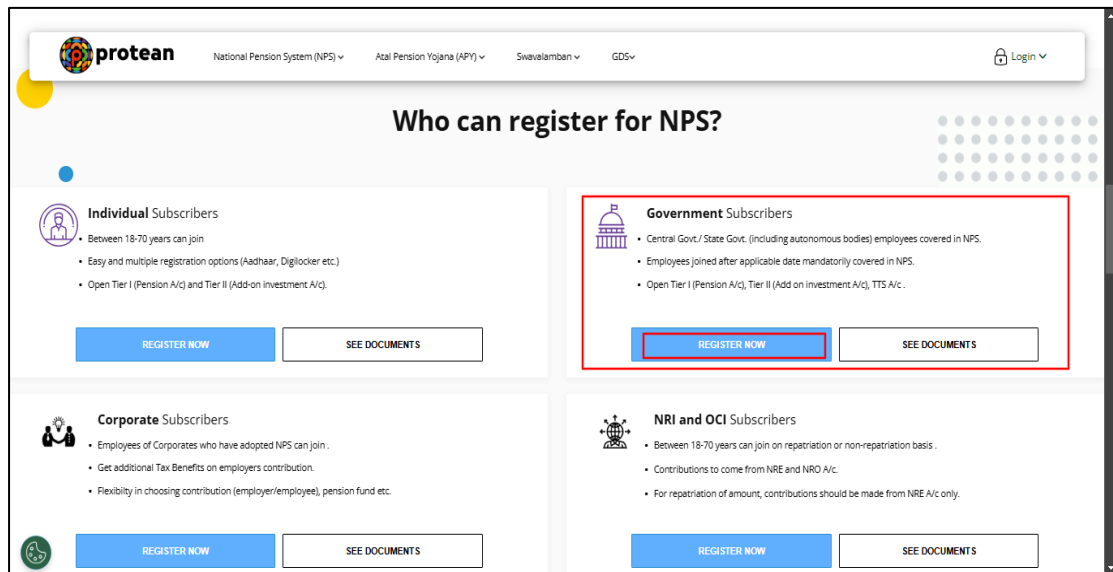 protean
National Pension System (NPS) Atal Pension Yojana (APY) Swavalamban GDS Login
Who can register for NPS?
Individual Subscribers
• Between 18-70 years can join
• Easy and multiple registration options (Aadhaar, Digilocker etc.)
• Open Tier I (Pension A/c) and Tier II (Add-on investment A/c).
REGISTER NOW SEE DOCUMENTS
Government Subscribers
• Central Govt./ State Govt. (including autonomous bodies) employees covered in NPS.
• Employees joined after applicable date mandatorily covered in NPS.
• Open Tier I (Pension A/c), Tier II (Add on investment A/c), TTS A/c .
REGISTER NOW SEE DOCUMENTS
Corporate Subscribers
• Employees of Corporates who have adopted NPS can join .
• Get additional Tax Benefits on employers contribution.
• Flexibilty in choosing contribution (employer/employee), pension fund etc.
REGISTER NOW SEE DOCUMENTS
NRI and OCI Subscribers
• Between 18-70 years can join on repatriation or non-repatriation basis .
• Contributions to come from NRE and NRO A/c.
• For repatriation of amount, contributions should be made from NRE A/c only.
REGISTER NOW SEE DOCUMENTS